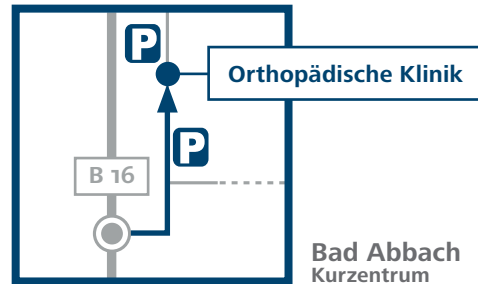 P
Orthopädische Klinik
P
B 16
Bad Abbach
Kurzentrum